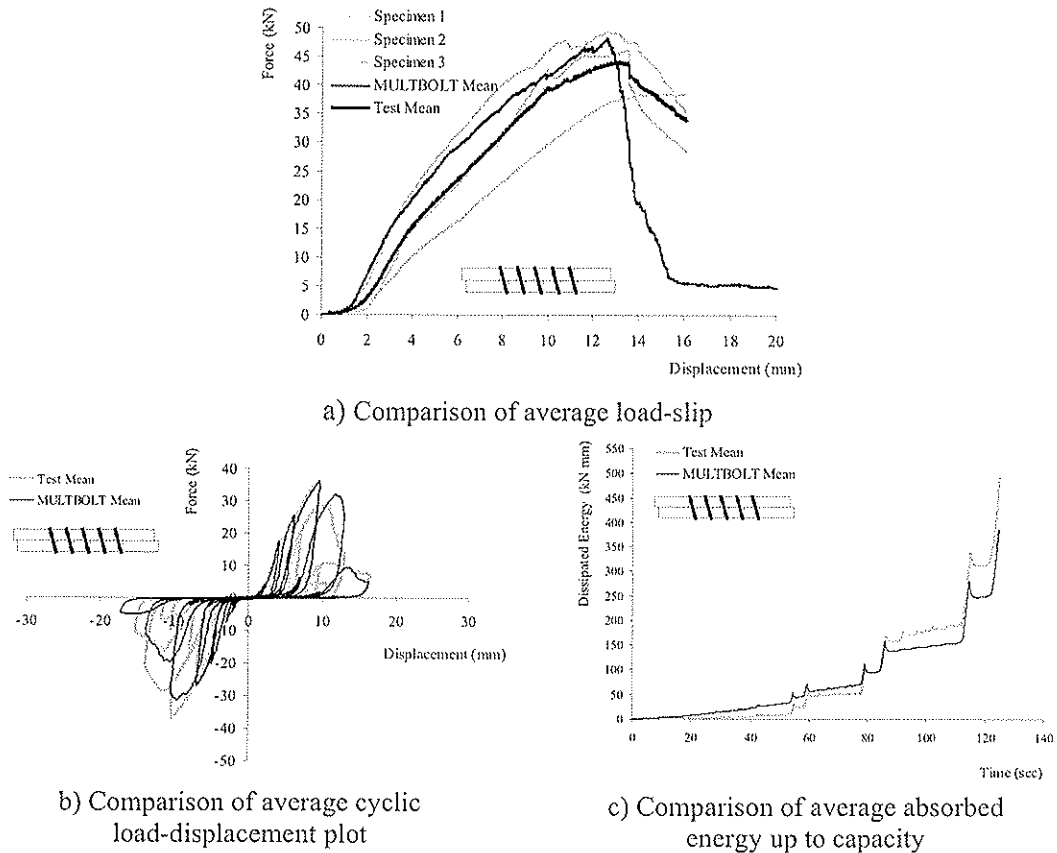 Force (kN)
50
45
40
35
30
25
20
15
10
5
0
Specimen 1
Specimen 2
Specimen 3
MULTBOLT Mean
Test Mean
0 2 4 6 8 10 12 14 16 18 20
Displacement (mm)
a) Comparison of average load-slip
Test Mean
MULTBOLT Mean
Force (kN)
40
30
20
10
0
-10
-20
-30
-40
-50
-30 -20 -10 0 10 20 30
Displacement (mm)
b) Comparison of average cyclic
load-displacement plot
Dissipated Energy (kN mm)
550
500
450
400
350
300
250
200
150
100
50
0
Test Mean
MULTBOLT Mean
0 20 40 60 80 100 120 140
Time (sec)
c) Comparison of average absorbed
energy up to capacity